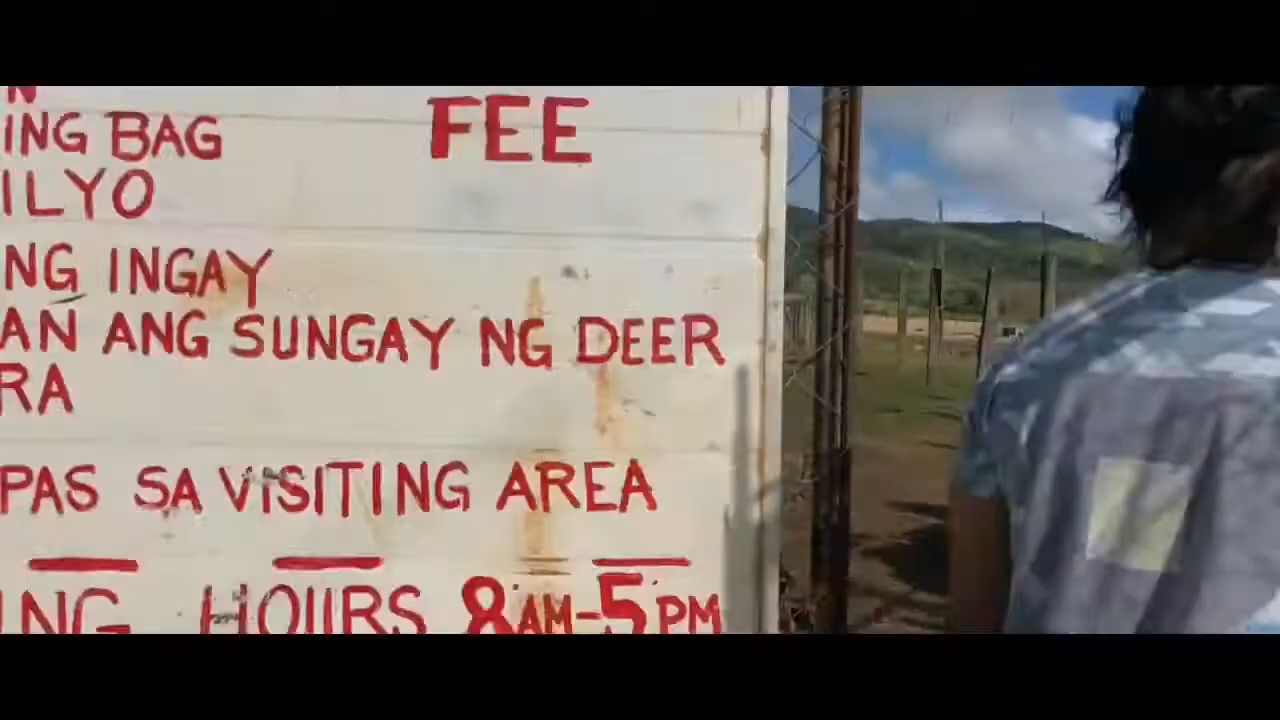 N
ING BAG
FEE
ILYO
NG INGAY
AN ANG SUNGAY NG DEER
RA
PAS SA VISITING AREA
ING HOURS 8AM-5PM